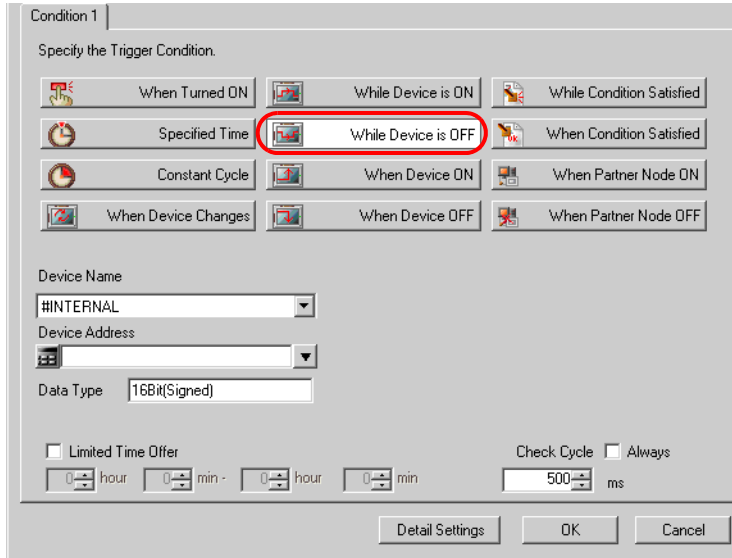 Condition 1
Specify the Trigger Condition.
When Turned ON While Device is ON While Condition Satisfied
OK
Specified Time While Device is OFF When Condition Satisfied
Constant Cycle When Device ON When Partner Node ON
When Device Changes When Device OFF When Partner Node OFF
Device Name
#INTERNAL
Device Address
Data Type 16Bit(Signed)
Limited Time Offer Check Cycle Always
0 hour 0 min - 0 hour 0 min 500 ms
Detail Settings OK Cancel